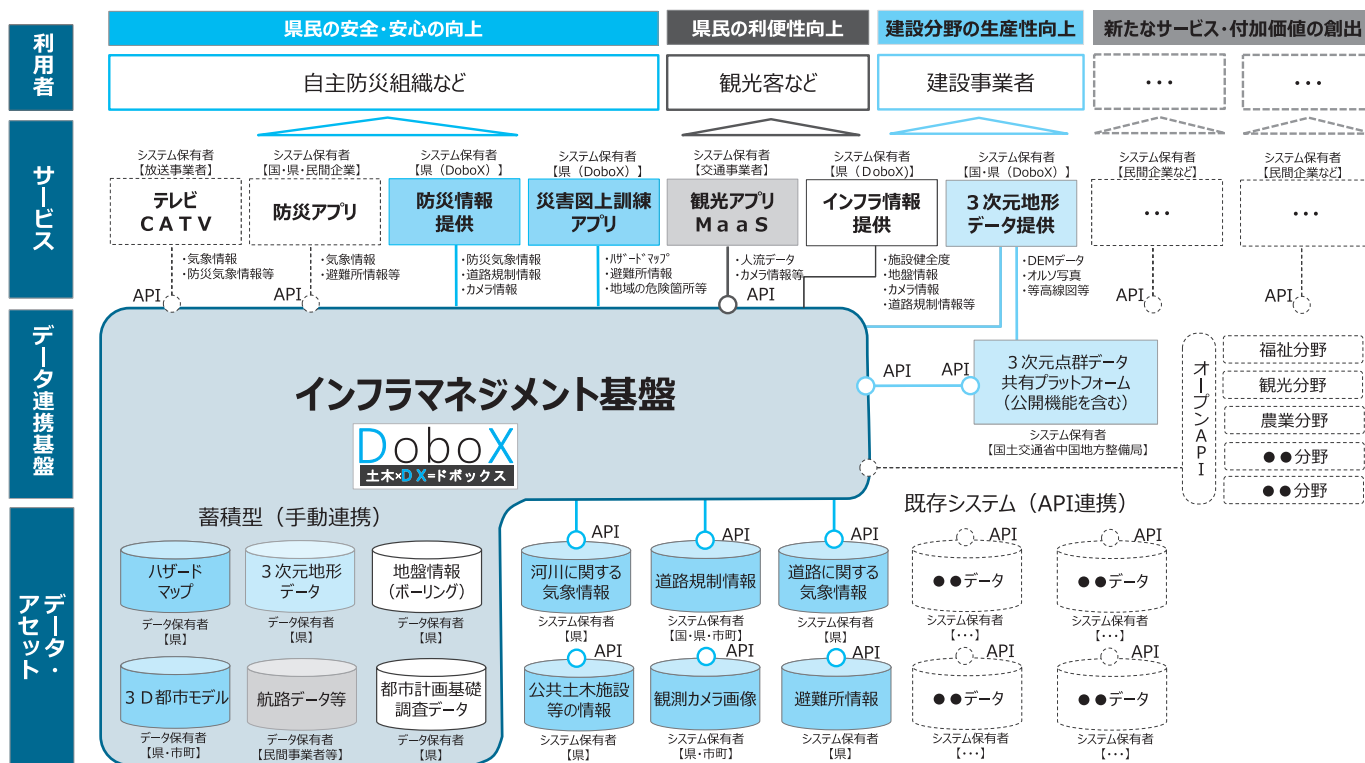 利用者
県民の安全・安心の向上
県民の利便性向上
建設分野の生産性向上
新たなサービス・付加価値の創出
自主防災組織など
観光客など
建設事業者
・・・
・・・
サービス
システム保有者
【放送事業者】
テレビ
ＣＡＴＶ
システム保有者
【国・県・民間企業】
防災アプリ
システム保有者
【県（DoboX）】
防災情報
提供
システム保有者
【県（DoboX）】
災害図上訓練
アプリ
システム保有者
【交通事業者】
観光アプリ
ＭａａＳ
システム保有者
【県（DoboX)】
インフラ情報
提供
システム保有者
【国・県（DoboX）】
３次元地形
データ提供
システム保有者
【民間企業など】
・・・
システム保有者
【民間企業など】
・・・
・気象情報
・防災気象情報等
・気象情報
・避難所情報等
・防災気象情報
・道路規制情報
・カメラ情報
・ﾊｻﾞｰﾄﾞﾏｯﾌﾟ
・避難所情報
・地域の危険箇所等
・人流データ
・カメラ情報等
・施設健全度
・地盤情報
・カメラ情報
・道路規制情報等
・DEMデータ
・オルソ写真
・等高線図等
API
API
API
API
API
データ連携基盤
インフラマネジメント基盤
DoboX
土木×DX=ドボックス
API
API
３次元点群データ
共有プラットフォーム
（公開機能を含む）
システム保有者
【国土交通省中国地方整備局】
オープンＡＰＩ
福祉分野
観光分野
農業分野
●●分野
●●分野
データ・
アセット
蓄積型（手動連携）
ハザード
マップ
データ保有者
【県】
３次元地形
データ
データ保有者
【県】
地盤情報
（ボーリング）
データ保有者
【県】
３Ｄ都市モデル
データ保有者
【県・市町】
航路データ等
データ保有者
【民間事業者等】
都市計画基礎
調査データ
データ保有者
【県】
既存システム（API連携）
API
河川に関する
気象情報
システム保有者
【県】
API
道路規制情報
システム保有者
【国・県・市町】
API
道路に関する
気象情報
システム保有者
【県】
API
●●データ
システム保有者
【・・・】
API
●●データ
システム保有者
【・・・】
API
公共土木施設
等の情報
システム保有者
【県】
API
観測カメラ画像
システム保有者
【県・市町】
API
避難所情報
システム保有者
【県】
API
●●データ
システム保有者
【・・・】
API
●●データ
システム保有者
【・・・】